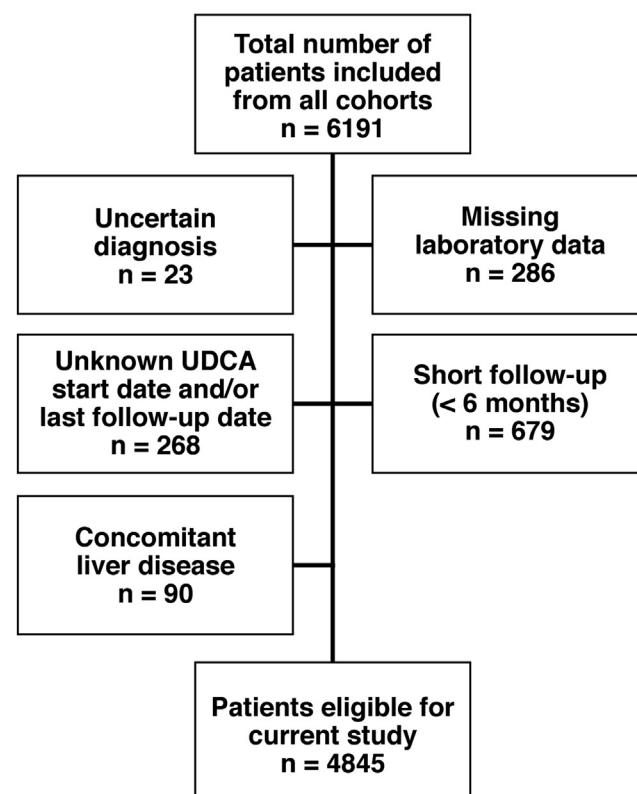 Total number of
patients included
from all cohorts
n = 6191
Uncertain
diagnosis
n = 23
Missing
laboratory data
n = 286
Unknown UDCA
start date and/or
last follow-up date
n = 268
Short follow-up
(< 6 months)
n = 679
Concomitant
liver disease
n = 90
Patients eligible for
current study
n = 4845